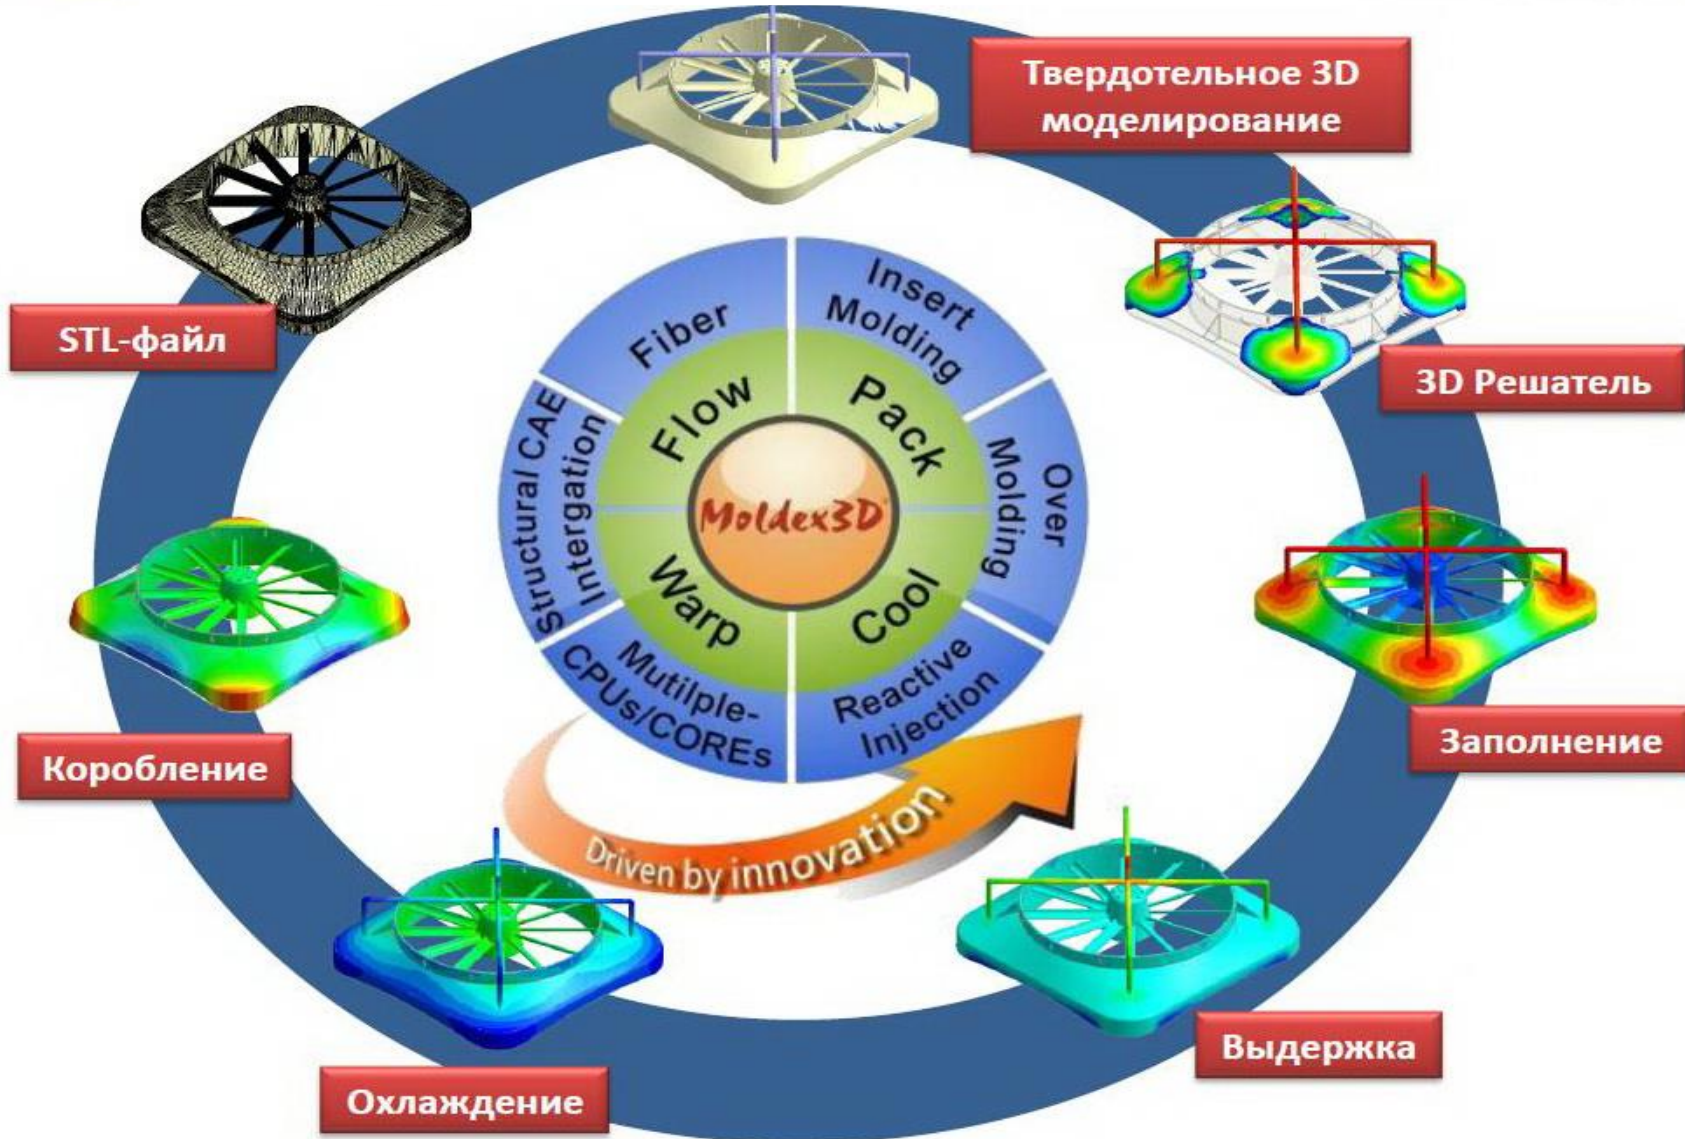 Твердотельное 3D
моделирование
STL-файл
3D Решатель
Заполнение
Выдержка
Охлаждение
Коробление
Fiber
Insert
Molding
Over
Molding
Reactive
Injection
Mutilple-
CPUs/COREs
Structural CAE
Intergation
Flow
Pack
Cool
Warp
Moldex3D
Driven by innovation